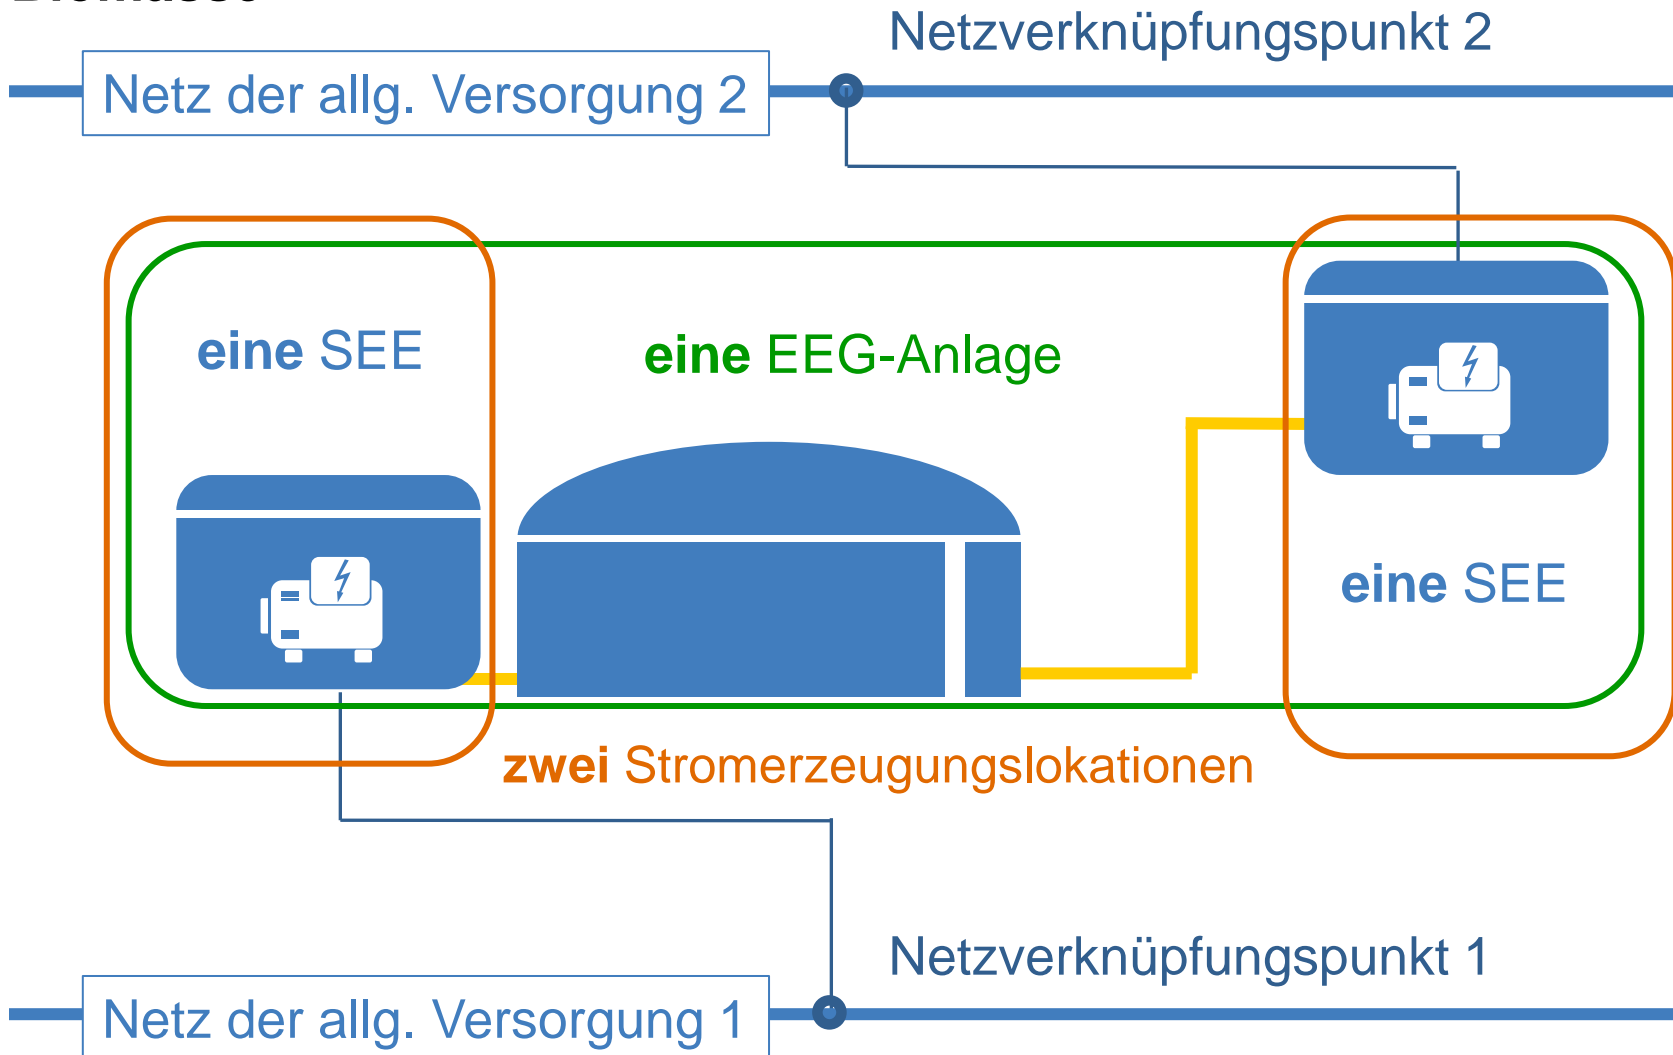 Netzverknüpfungspunkt 2
Netz der allg. Versorgung 2
eine SEE
eine EEG-Anlage
eine SEE
zwei Stromerzeugungslokationen
Netzverknüpfungspunkt 1
Netz der allg. Versorgung 1